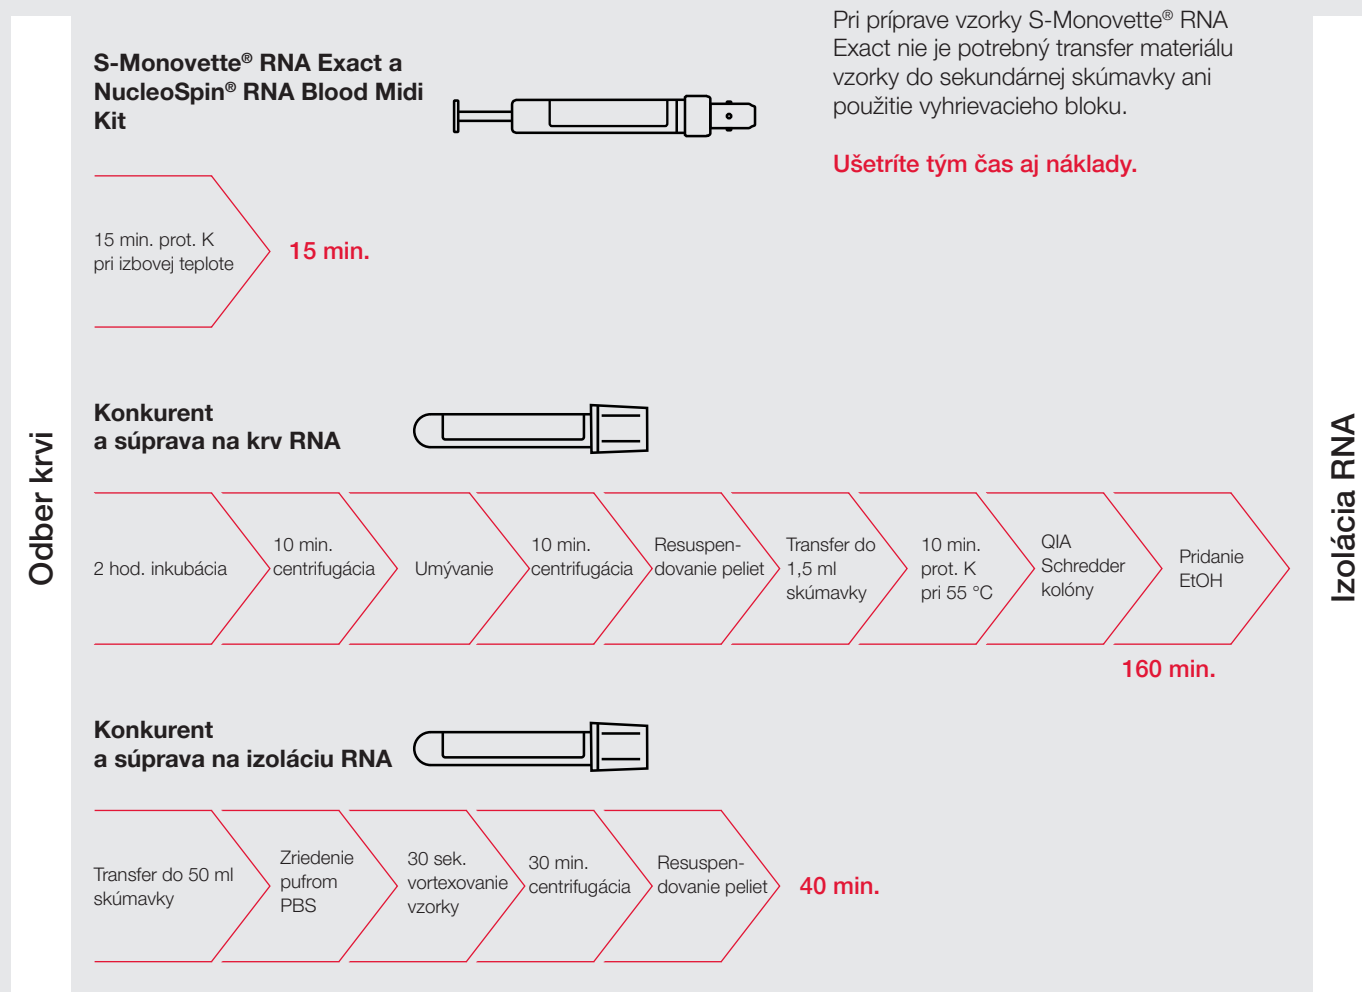 S-Monovette® RNA Exact a
NucleoSpin® RNA Blood Midi
Kit
Pri príprave vzorky S-Monovette® RNA
Exact nie je potrebný transfer materiálu
vzorky do sekundárnej skúmavky ani
použitie vyhrievacieho bloku.
Ušetríte tým čas aj náklady.
15 min. prot. K
pri izbovej teplote
15 min.
Odber krvi
Konkurent
a súprava na krv RNA
2 hod. inkubácia
10 min.
centrifugácia
Umývanie
10 min.
centrifugácia
Resuspen-
dovanie peliet
Transfer do
1,5 ml
skúmavky
10 min.
prot. K
pri 55 °C
QIA
Schredder
kolóny
Pridanie
EtOH
160 min.
Izolácia RNA
Konkurent
a súprava na izoláciu RNA
Transfer do 50 ml
skúmavky
Zriedenie
pufrom
PBS
30 sek.
vortexovanie
vzorky
30 min.
centrifugácia
Resuspen-
dovanie peliet
40 min.